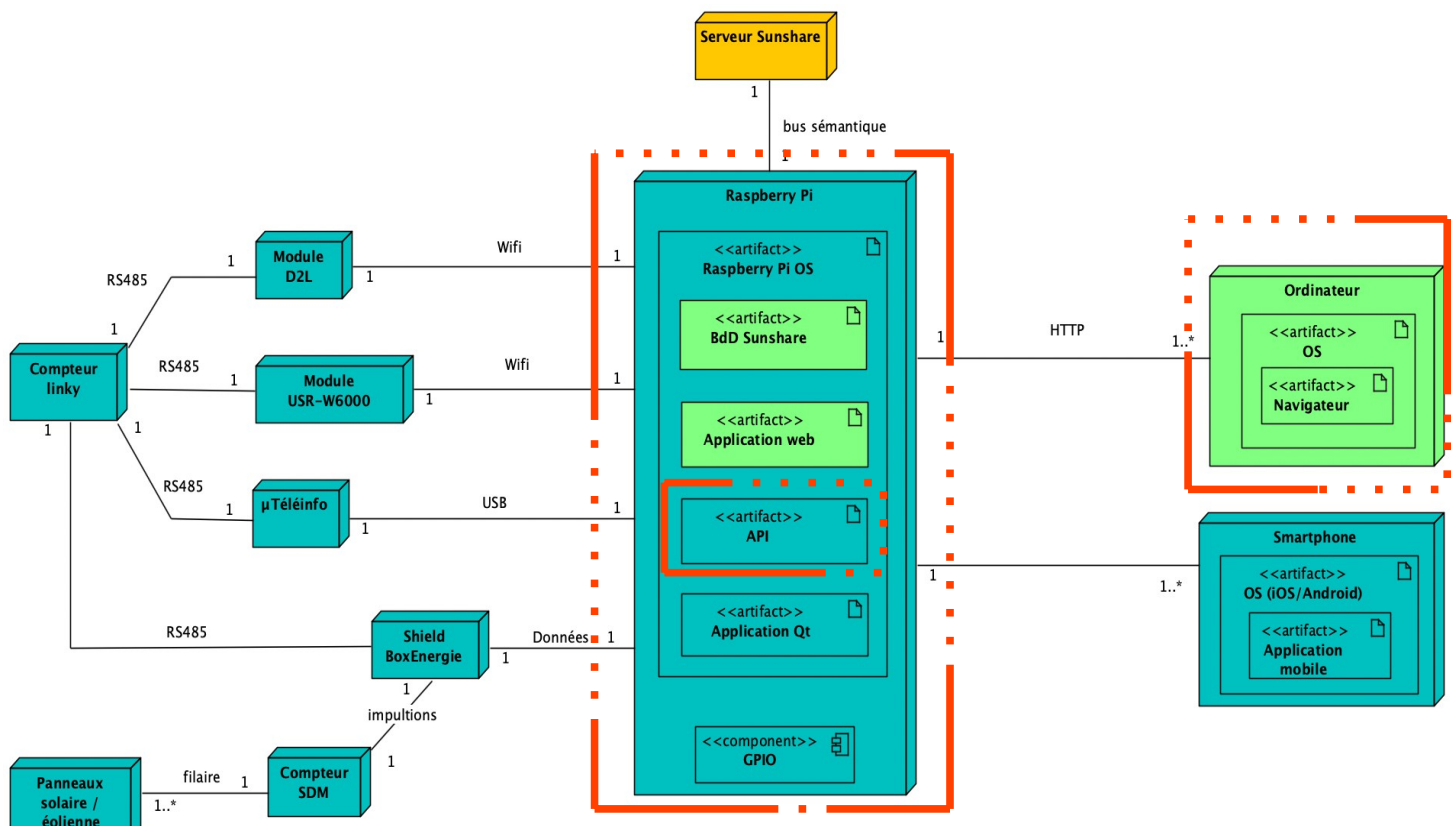 Serveur Sunshare
1
bus sémantique
1
Raspberry Pi
<<artifact>>
Raspberry Pi OS
<<artifact>>
BdD Sunshare
<<artifact>>
Application web
<<artifact>>
API
<<artifact>>
Application Qt
<<component>>
GPIO
Compteur
linky
1
RS485
1
Module
D2L
1
Wifi
1
RS485
1
Module
USR-W6000
1
Wifi
1
1
RS485
1
µTéléinfo
1
USB
1
1
RS485
Shield
BoxEnergie
1
Données
1
1
impultions
1
Compteur
SDM
1
filaire
1..*
Panneaux
solaire /
éolienne
1
HTTP
1..*
Ordinateur
<<artifact>>
OS
<<artifact>>
Navigateur
1
1..*
Smartphone
<<artifact>>
OS (iOS/Android)
<<artifact>>
Application
mobile